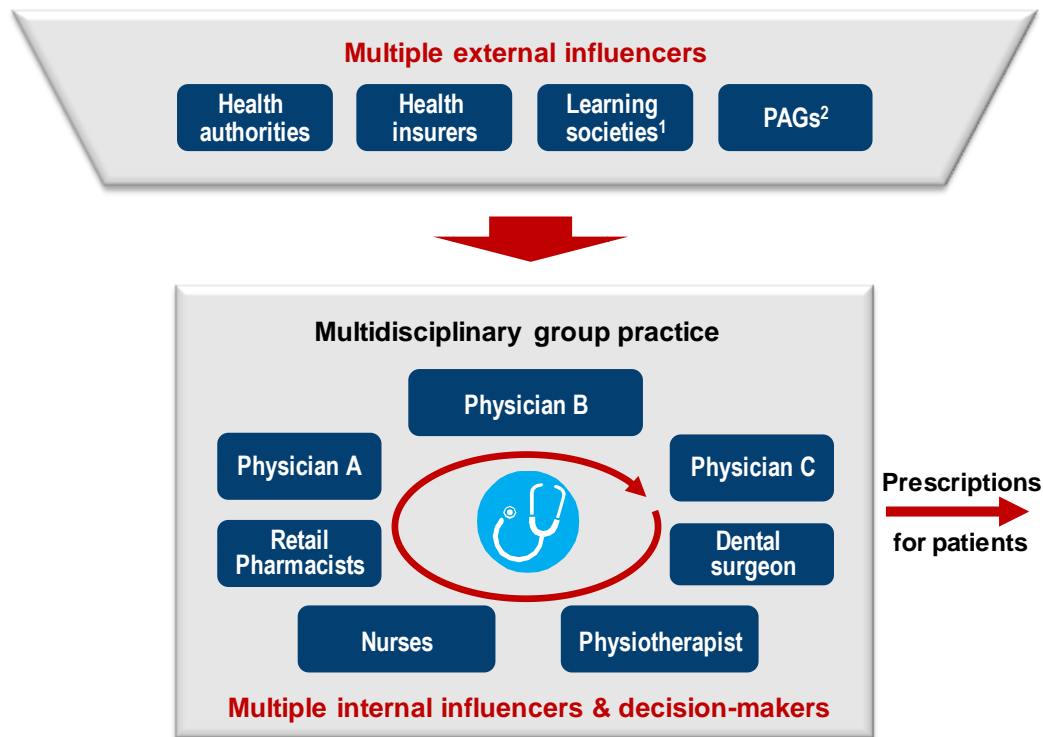 Multiple external influencers
Health
authorities
Health
insurers
Learning
societies¹
PAGs²
Multidisciplinary group practice
Physician B
Physician A
Physician C
Retail
Pharmacists
Dental
surgeon
Nurses
Physiotherapist
Multiple internal influencers & decision-makers
Prescriptions
for patients